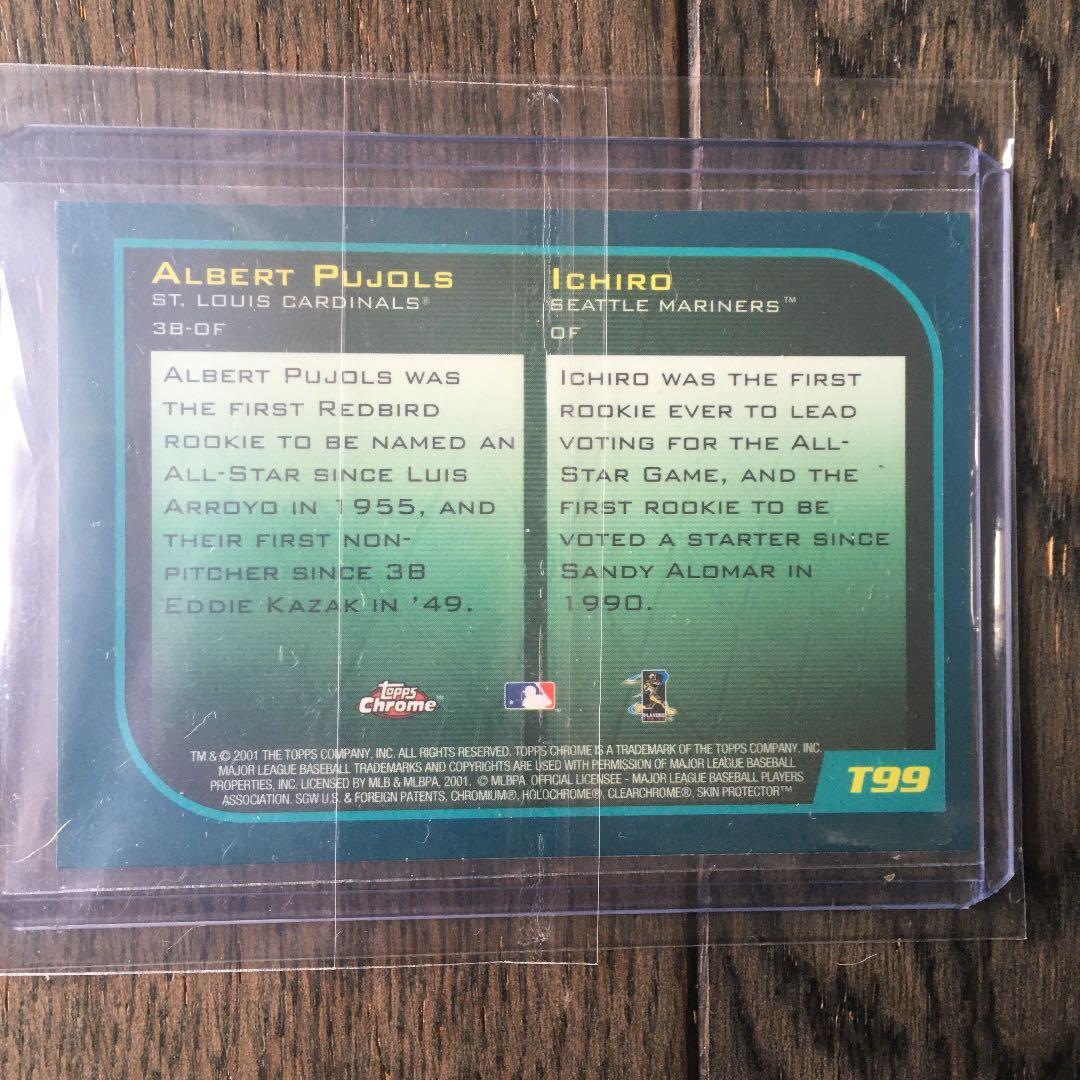 ALBERT PUJOLS
ST. LOUIS CARDINALS®
3B-OF
ALBERT PUJOLS WAS
THE FIRST REDBIRD
ROOKIE TO BE NAMED AN
ALL-STAR SINCE LUIS
ARROYO IN 1955, AND
THEIR FIRST NON-
PITCHER SINCE 3B
EDDIE KAZAK IN '49.
ICHIRO
SEATTLE MARINERS™
OF
ICHIRO WAS THE FIRST
ROOKIE EVER TO LEAD
VOTING FOR THE ALL-
STAR GAME, AND THE
FIRST ROOKIE TO BE
VOTED A STARTER SINCE
SANDY ALOMAR IN
1990.
Topps
Chrome™
PLAYERS
TM & © 2001 THE TOPPS COMPANY, INC. ALL RIGHTS RESERVED. TOPPS CHROME IS A TRADEMARK OF THE TOPPS COMPANY, INC.
MAJOR LEAGUE BASEBALL TRADEMARKS AND COPYRIGHTS ARE USED WITH PERMISSION OF MAJOR LEAGUE BASEBALL
PROPERTIES, INC. LICENSED BY MLB & MLBPA, 2001. © MLBPA OFFICIAL LICENSEE - MAJOR LEAGUE BASEBALL PLAYERS
ASSOCIATION. SGW U.S. & FOREIGN PATENTS, CHROMIUM®, HOLOCHROME®, CLEARCHROME®, SKIN PROTECTOR™
T99